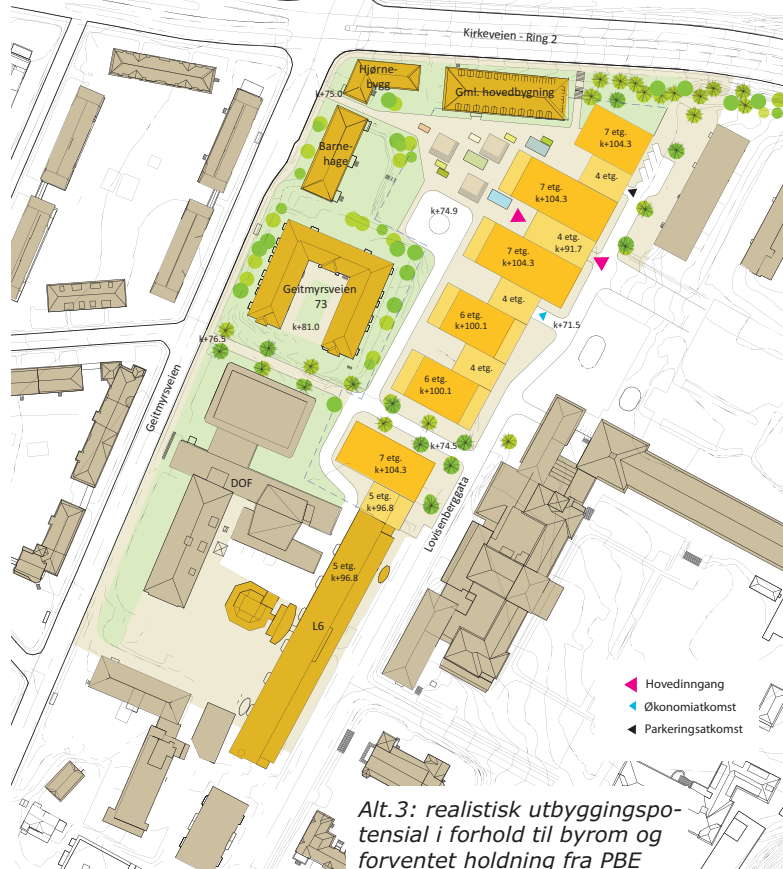 Kirkeveien - Ring 2
Hjørne-
bygg
k+75.0
Gml. hovedbygning
Barne-
hage
7 etg.
k+104.3
4 etg.
7 etg.
k+104.3
k+74.9
4 etg.
k+91.7
7 etg.
k+104.3
4 etg.
Geitmyrsveien
73
k+81.0
6 etg.
k+100.1
k+71.5
k+76.5
4 etg.
6 etg.
k+100.1
Geitmyrsveien
k+74.5
7 etg.
k+104.3
DOF
5 etg.
k+96.8
Lovisenberggata
5 etg.
k+96.8
L6
Hovedinngang
Økonomiatkomst
Parkeringsatkomst
Alt.3: realistisk utbyggingspo-
tensial i forhold til byrom og
forventet holdning fra PBE